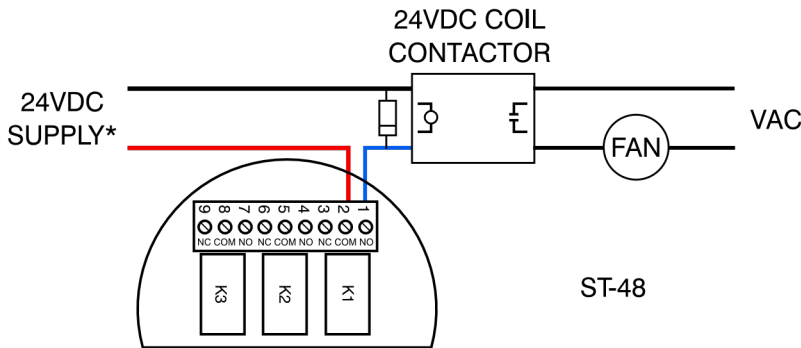 24VDC COIL
CONTACTOR
24VDC
SUPPLY*
VAC
FAN
9 8 7 6 5 4 3 2 1
NC COM NO NC COM NO NC COM NO
K3 K2 K1
ST-48